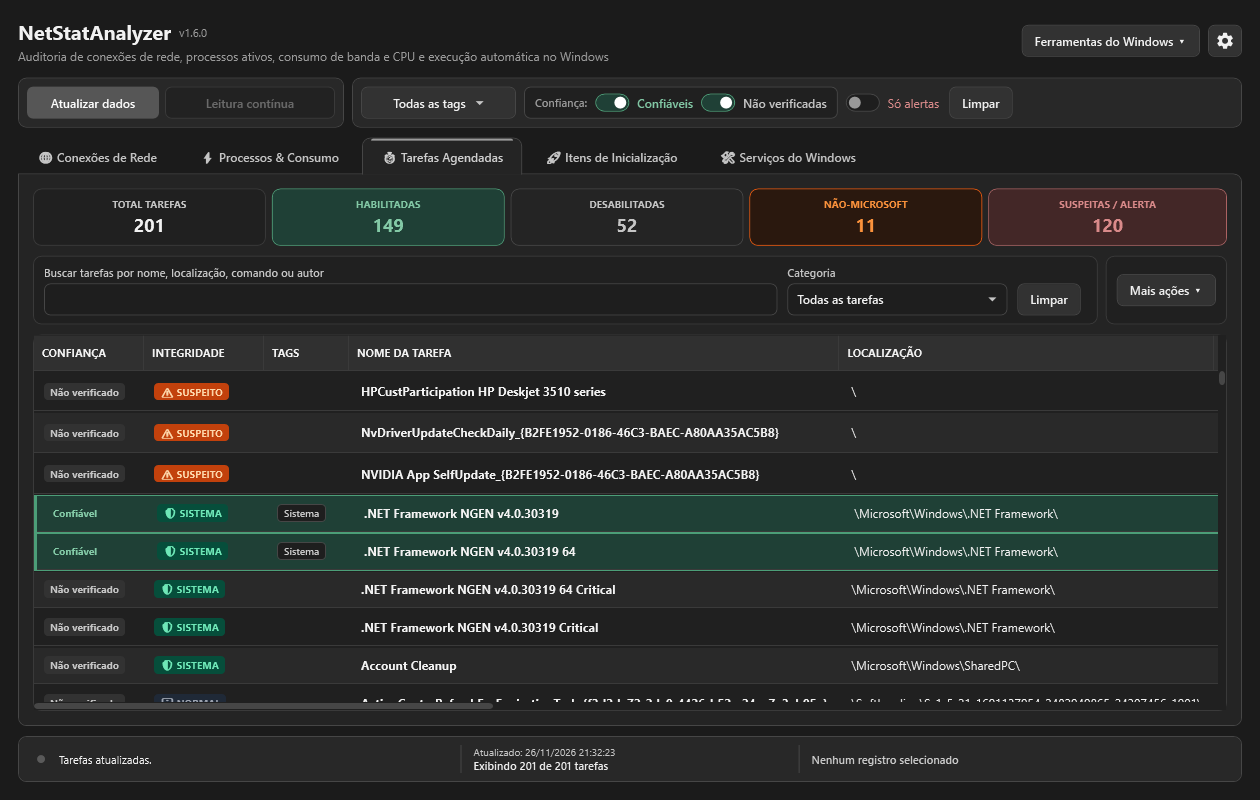 NetStatAnalyzer v1.6.0
Auditoria de conexões de rede, processos ativos, consumo de banda e CPU e execução automática no Windows
Ferramentas do Windows
Atualizar dados
Leitura contínua
Todas as tags
Confiança:
Confiáveis
Não verificadas
Só alertas
Limpar
Conexões de Rede
Processos & Consumo
Tarefas Agendadas
Itens de Inicialização
Serviços do Windows
TOTAL TAREFAS
201
HABILITADAS
149
DESABILITADAS
52
NÃO-MICROSOFT
11
SUSPEITAS / ALERTA
120
Buscar tarefas por nome, localização, comando ou autor
Categoria
Todas as tarefas
Limpar
Mais ações
CONFIANÇA INTEGRIDADE TAGS NOME DA TAREFA LOCALIZAÇÃO
Não verificado SUSPEITO HPCustParticipation HP Deskjet 3510 series \
Não verificado SUSPEITO NvDriverUpdateCheckDaily_{B2FE1952-0186-46C3-BAEC-A80AA35AC5B8} \
Não verificado SUSPEITO NVIDIA App SelfUpdate_{B2FE1952-0186-46C3-BAEC-A80AA35AC5B8} \
Confiável SISTEMA Sistema .NET Framework NGEN v4.0.30319 \Microsoft\Windows\.NET Framework\
Confiável SISTEMA Sistema .NET Framework NGEN v4.0.30319 64 \Microsoft\Windows\.NET Framework\
Não verificado SISTEMA .NET Framework NGEN v4.0.30319 64 Critical \Microsoft\Windows\.NET Framework\
Não verificado SISTEMA .NET Framework NGEN v4.0.30319 Critical \Microsoft\Windows\.NET Framework\
Não verificado SISTEMA Account Cleanup \Microsoft\Windows\SharedPC\
Não verificado NORMAL
Tarefas atualizadas.
Atualizado: 26/11/2026 21:32:23
Exibindo 201 de 201 tarefas
Nenhum registro selecionado